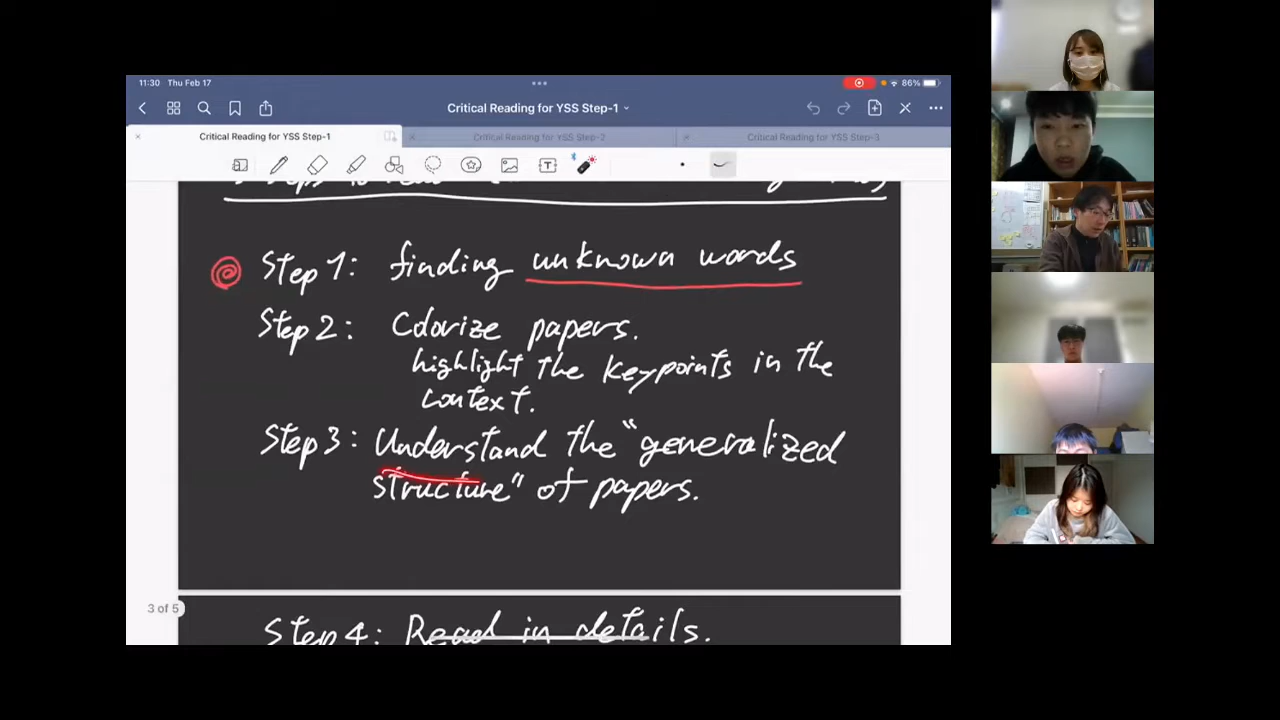 11:30 Thu Feb 17
86%
Critical Reading for YSS Step-1
Critical Reading for YSS Step-1
Critical Reading for YSS Step-2
Critical Reading for YSS Step-3
Step 1: finding unknown words
Step 2: Colorize papers.
highlight the keypoints in the
context.
Step 3: Understand the "generalized
structure" of papers.
3 of 5
Step 4: Read in details.